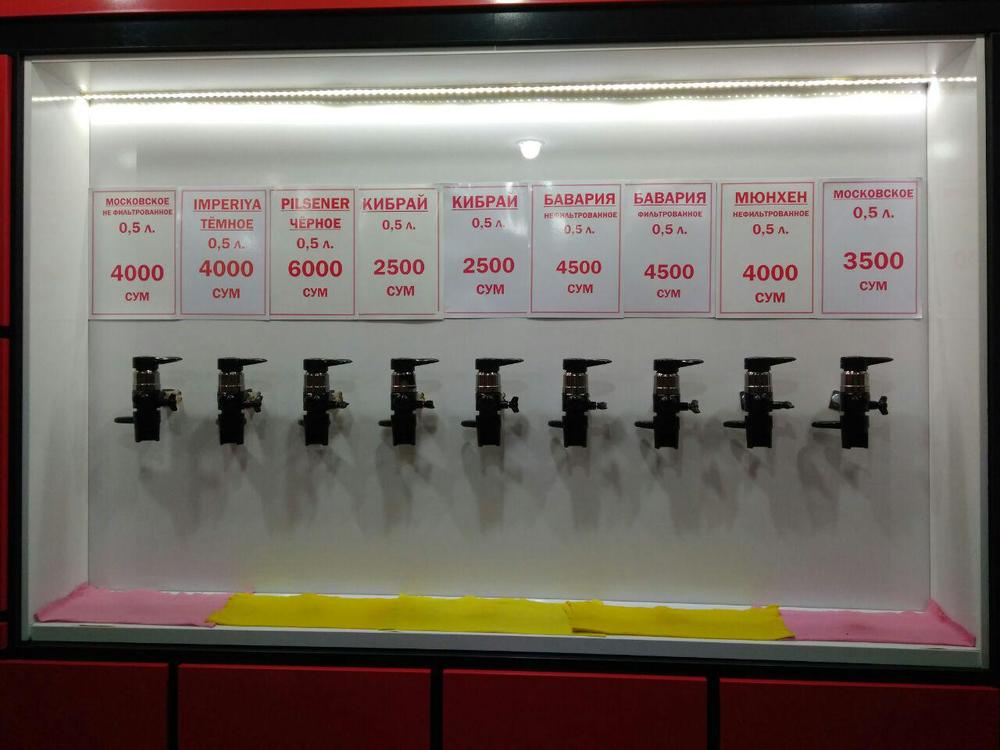 МОСКОВСКОЕ
НЕ ФИЛЬТРОВАННОЕ
0,5 л.
4000
СУМ
IMPERIYA
ТЁМНОЕ
0,5 л.
4000
СУМ
PILSENER
ЧЁРНОЕ
0,5 л.
6000
СУМ
КИБРАЙ
0,5 л.
2500
СУМ
КИБРАЙ
0,5 л.
2500
СУМ
БАВАРИЯ
НЕФИЛЬТРОВАННОЕ
0,5 л.
4500
СУМ
БАВАРИЯ
ФИЛЬТРОВАННОЕ
0,5 л.
4500
СУМ
МЮНХЕН
НЕФИЛЬТРОВАННОЕ
0,5 л.
4000
СУМ
МОСКОВСКОЕ
0,5 л.
3500
СУМ